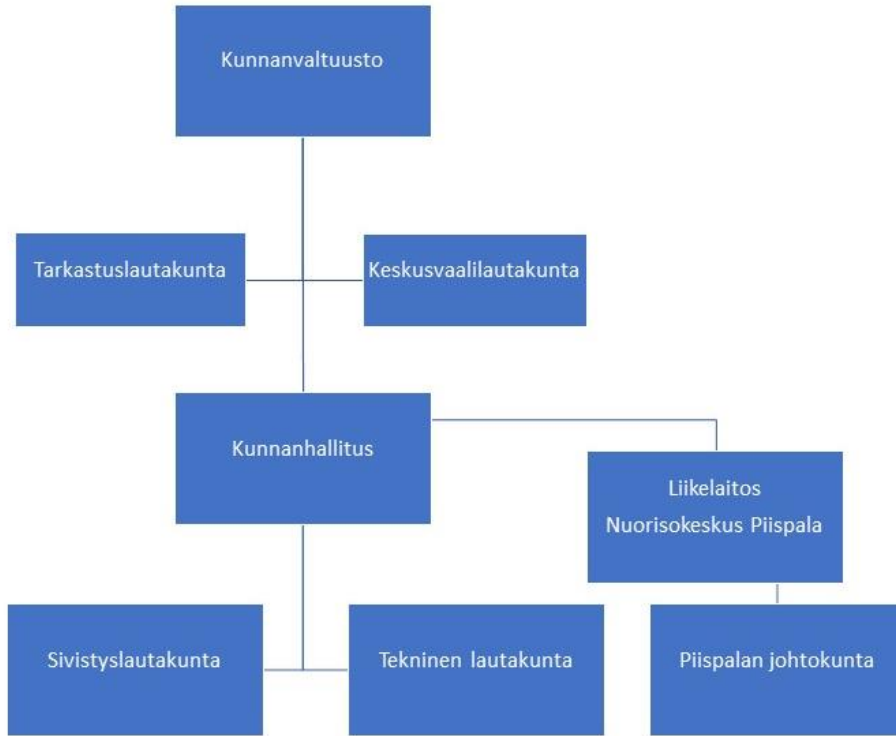 Kunnanvaltuusto
Tarkastuslautakunta
Keskusvaalilautakunta
Kunnanhallitus
Liikelaitos
Nuorisokeskus Piispala
Sivistyslautakunta
Tekninen lautakunta
Piispalan johtokunta